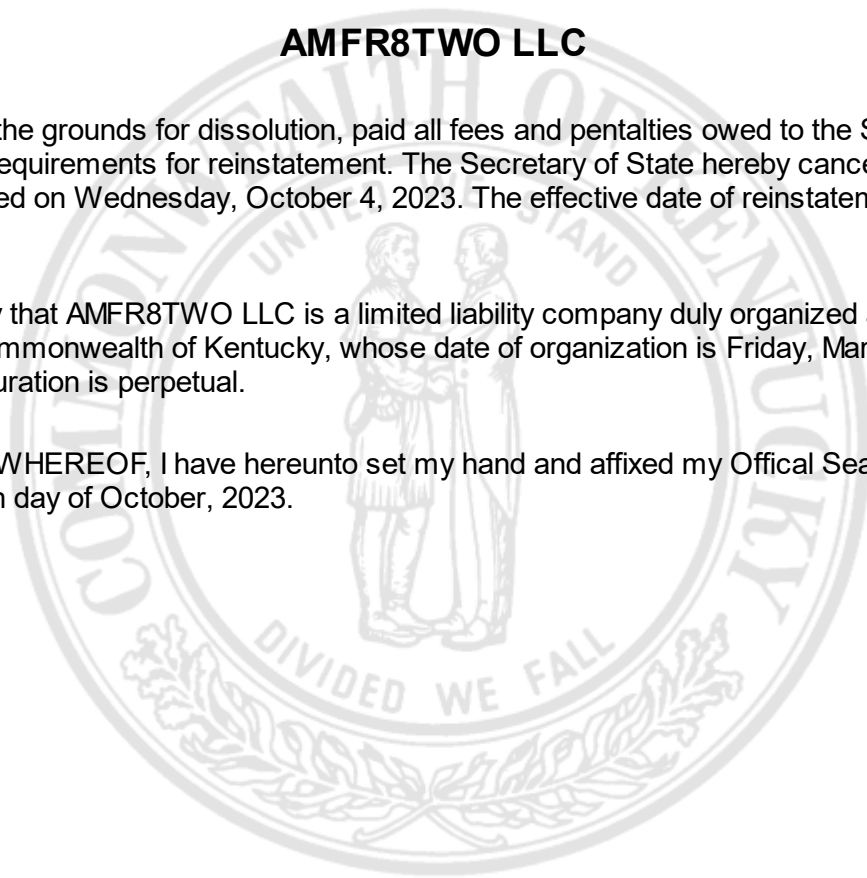 AMFR8TWO LLC
the grounds for dissolution, paid all fees and pentalties owed to the S
equirements for reinstatement. The Secretary of State hereby cance
ed on Wednesday, October 4, 2023. The effective date of reinstatem
y that AMFR8TWO LLC is a limited liability company duly organized a
mmonwealth of Kentucky, whose date of organization is Friday, Mar
uration is perpetual.
WHEREOF, I have hereunto set my hand and affixed my Offical Sea
h day of October, 2023.
COMMONWEALTH OF KENTUCKY
UNITED WE STAND
DIVIDED WE FALL